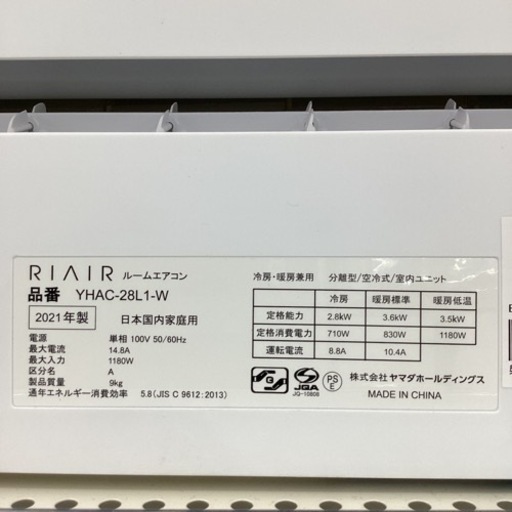 RIAIR ルームエアコン
品番 YHAC-28L1-W
2021年製 日本国内家庭用
電源 単相 100V 50/60Hz
最大電流 14.8A
最大入力 1180W
区分名 A
製品質量 9kg
通年エネルギー消費効率 5.8 (JIS C 9612:2013)
冷房・暖房兼用 分離型/空冷式/室内ユニット
冷房 暖房標準 暖房低温
定格能力 2.8kW 3.6kW 3.5kW
定格消費電力 710W 830W 1180W
運転電流 8.8A 10.4A
G JQA PS E
JQ-10808
株式会社 ヤマダホールディングス
MADE IN CHINA